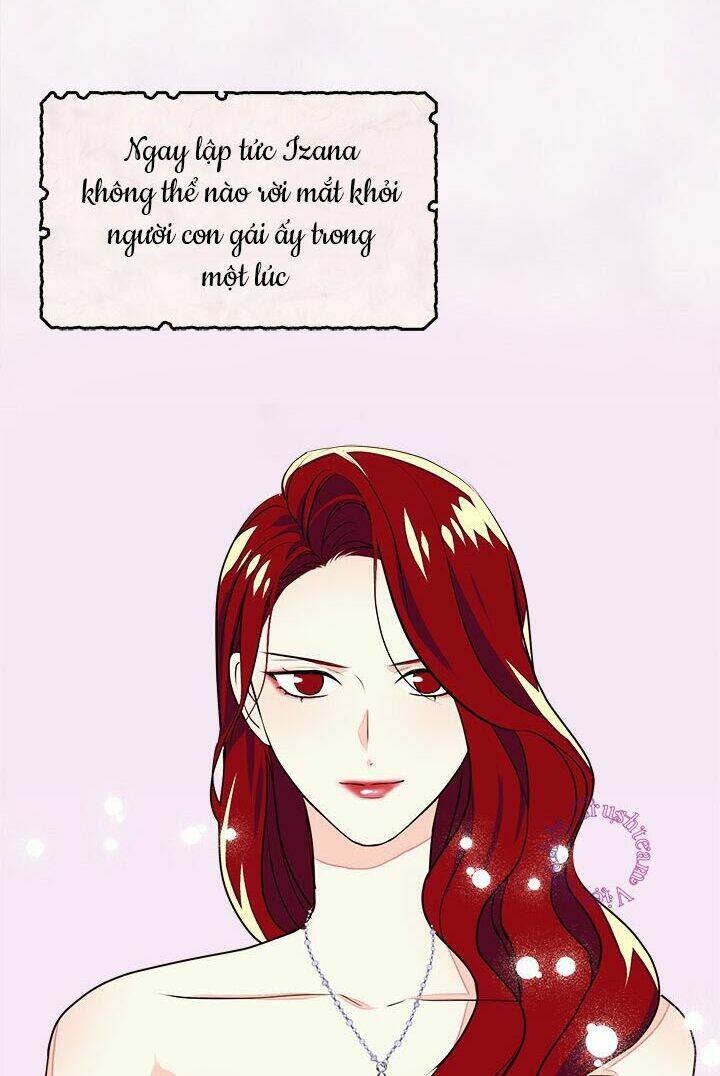 Ngay lập tức Izana
không thể nào rời mắt khỏi
người con gái ấy trong
một lúc